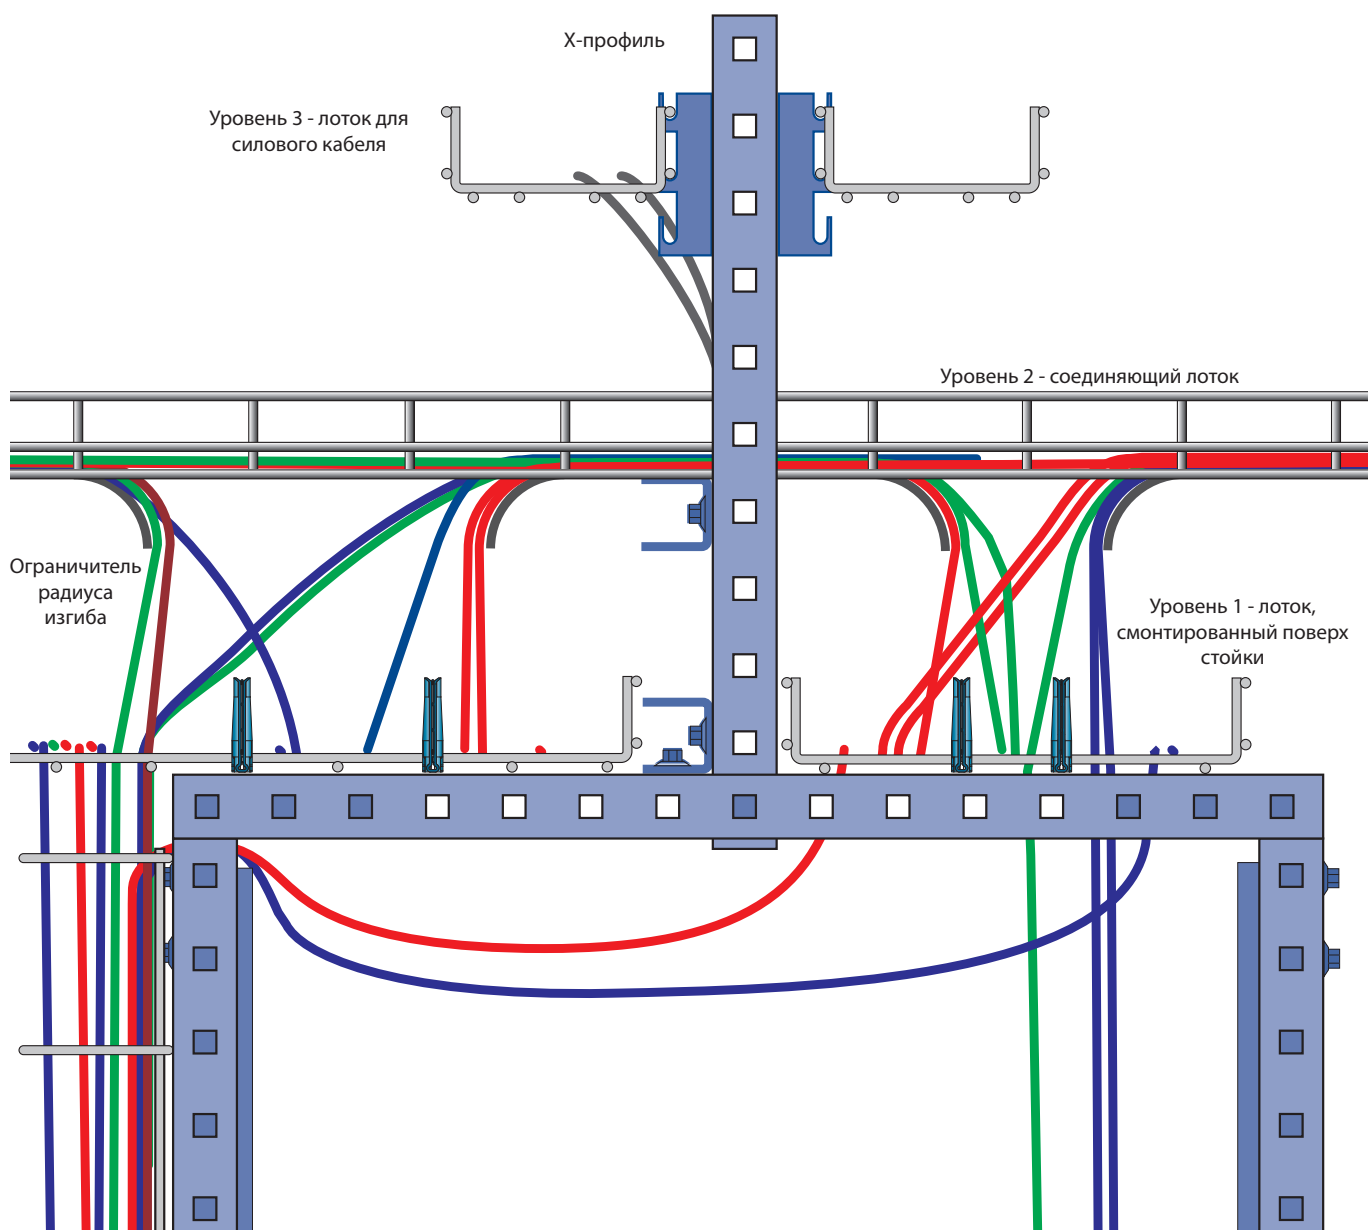 X-профиль
Уровень 3 - лоток для
силового кабеля
Уровень 2 - соединяющий лоток
Ограничитель
радиуса
изгиба
Уровень 1 - лоток,
смонтированный поверх
стойки